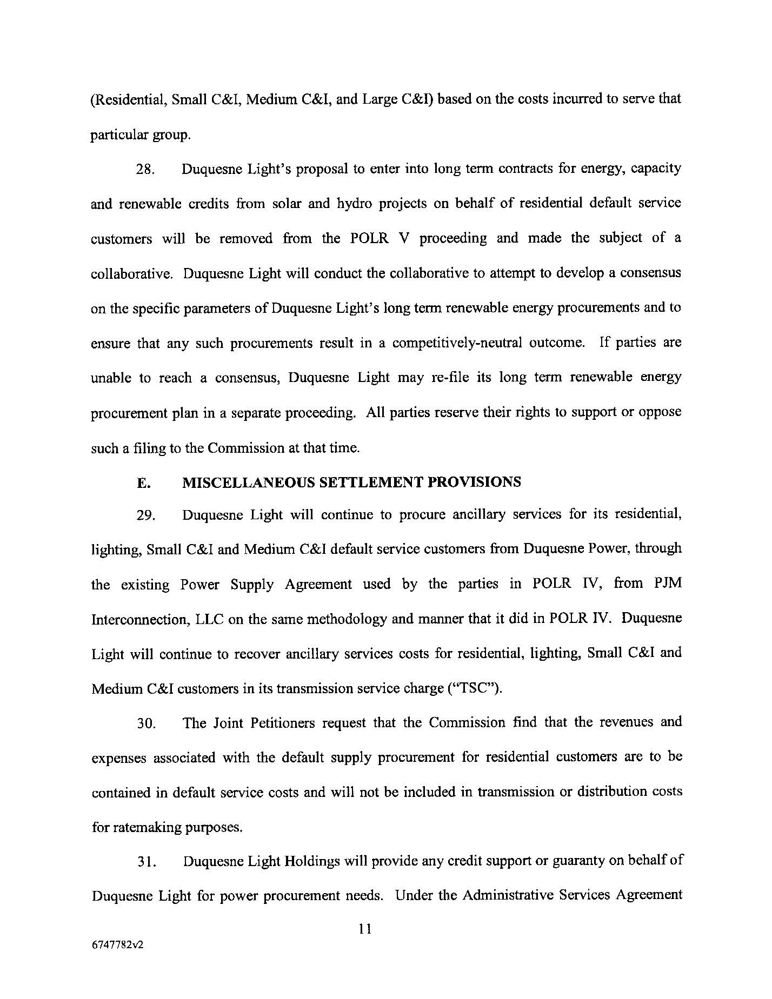 (Residential, Small C&I, Medium C&I, and Large C&I) based on the costs incurred to serve that
particular group.
28. Duquesne Light's proposal to enter into long term contracts for energy, capacity
and renewable credits from solar and hydro projects on behalf of residential default service
customers will be removed from the POLR V proceeding and made the subject of a
collaborative. Duquesne Light will conduct the collaborative to attempt to develop a consensus
on the specific parameters of Duquesne Light's long term renewable energy procurements and to
ensure that any such procurements result in a competitively-neutral outcome. If parties are
unable to reach a consensus, Duquesne Light may re-file its long term renewable energy
procurement plan in a separate proceeding. All parties reserve their rights to support or oppose
such a filing to the Commission at that time.
E. MISCELLANEOUS SETTLEMENT PROVISIONS
29. Duquesne Light will continue to procure ancillary services for its residential,
lighting, Small C&I and Medium C&I default service customers from Duquesne Power, through
the existing Power Supply Agreement used by the parties in POLR IV, from PJM
Interconnection, LLC on the same methodology and manner that it did in POLR IV. Duquesne
Light will continue to recover ancillary services costs for residential, lighting, Small C&I and
Medium C&I customers in its transmission service charge ("TSC").
30. The Joint Petitioners request that the Commission find that the revenues and
expenses associated with the default supply procurement for residential customers are to be
contained in default service costs and will not be included in transmission or distribution costs
for ratemaking purposes.
31. Duquesne Light Holdings will provide any credit support or guaranty on behalf of
Duquesne Light for power procurement needs. Under the Administrative Services Agreement
11
6747782v2